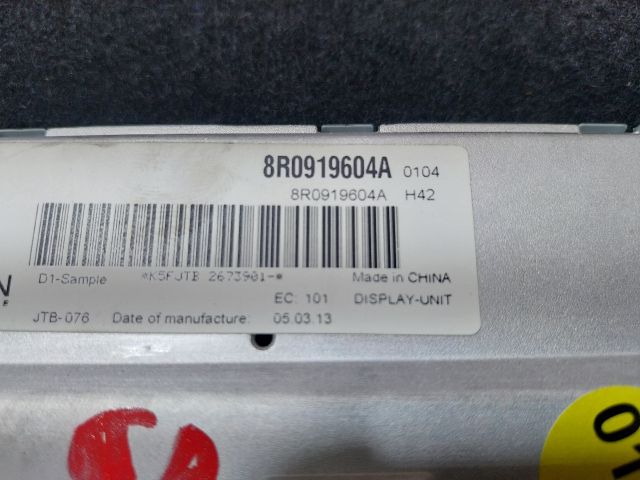 8R0919604A 0104
8R0919604A H42
D1-Sample *K5FJTB 2673901-* Made in CHINA
EC: 101 DISPLAY-UNIT
JTB-076 Date of manufacture: 05.03.13